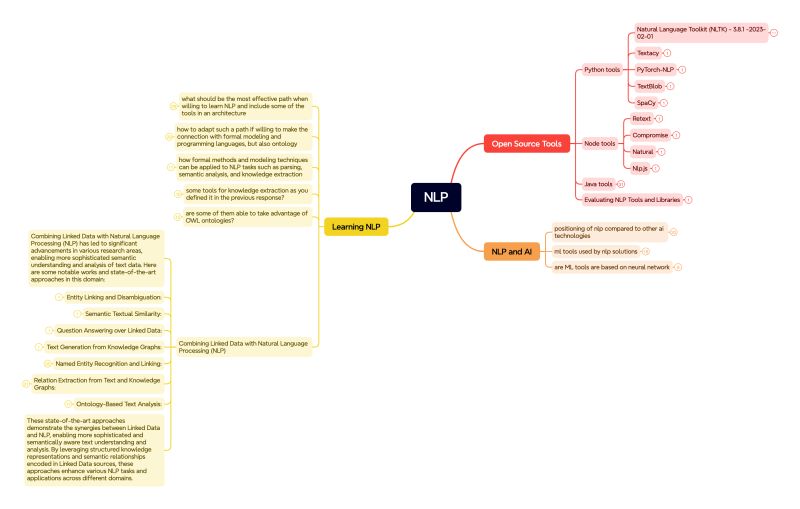 NLP
Open Source Tools
Python tools
Natural Language Toolkit (NLTK) - 3.8.1 -2023-
02-01
Textacy
PyTorch-NLP
TextBlob
SpaCy
Node tools
Retext
Compromise
Natural
Nlp.js
Java tools
Evaluating NLP Tools and Libraries
NLP and AI
positioning of nlp compared to other ai
technologies
ml tools used by nlp solutions
are ML tools are based on neural network
Learning NLP
what should be the most effective path when
willing to learn NLP and include some of the
tools in an architecture
how to adapt such a path if willing to make the
connection with formal modeling and
programming languages, but also ontology
how formal methods and modeling techniques
can be applied to NLP tasks such as parsing,
semantic analysis, and knowledge extraction
some tools for knowledge extraction as you
defined it in the previous response?
are some of them able to take advantage of
OWL ontologies?
Combining Linked Data with Natural Language
Processing (NLP)
Combining Linked Data with Natural Language
Processing (NLP) has led to significant
advancements in various research areas,
enabling more sophisticated semantic
understanding and analysis of text data. Here
are some notable works and state-of-the-art
approaches in this domain:
Entity Linking and Disambiguation:
Semantic Textual Similarity:
Question Answering over Linked Data:
Text Generation from Knowledge Graphs:
Named Entity Recognition and Linking:
Relation Extraction from Text and Knowledge
Graphs:
Ontology-Based Text Analysis:
These state-of-the-art approaches
demonstrate the synergies between Linked Data
and NLP, enabling more sophisticated and
semantically aware text understanding and
analysis. By leveraging structured knowledge
representations and semantic relationships
encoded in Linked Data sources, these
approaches enhance various NLP tasks and
applications across different domains.